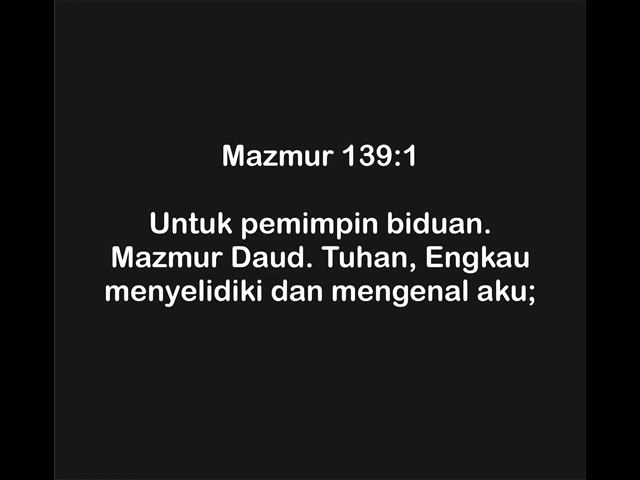 Mazmur 139:1
Untuk pemimpin biduan.
Mazmur Daud. Tuhan, Engkau
menyelidiki dan mengenal aku;